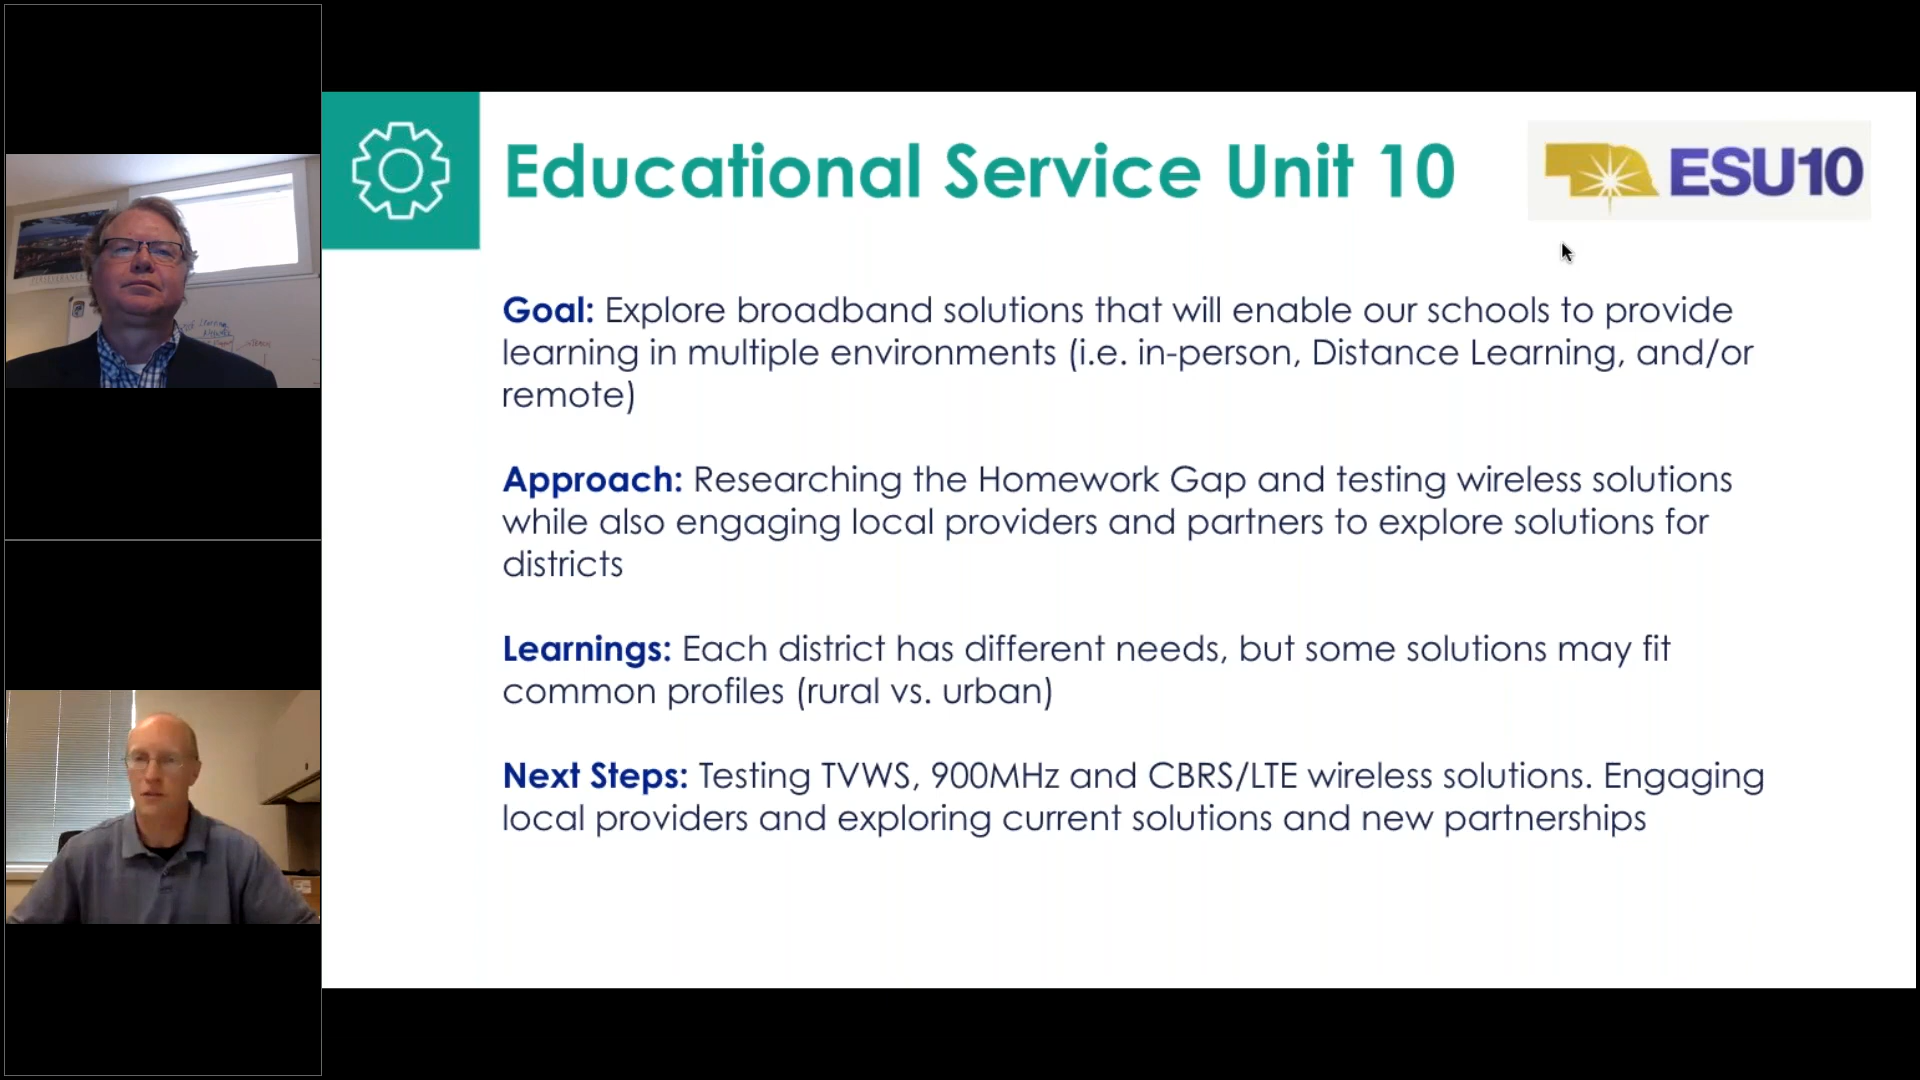 Educational Service Unit 10
ESU10
Goal: Explore broadband solutions that will enable our schools to provide
learning in multiple environments (i.e. in-person, Distance Learning, and/or
remote)
Approach: Researching the Homework Gap and testing wireless solutions
while also engaging local providers and partners to explore solutions for
districts
Learnings: Each district has different needs, but some solutions may fit
common profiles (rural vs. urban)
Next Steps: Testing TVWS, 900MHz and CBRS/LTE wireless solutions. Engaging
local providers and exploring current solutions and new partnerships